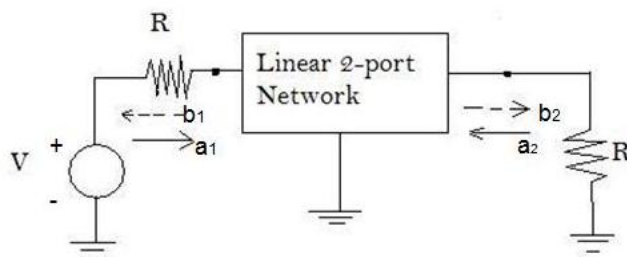 R
Linear 2-port
Network
b1
a1
b2
a2
V
+
-
R